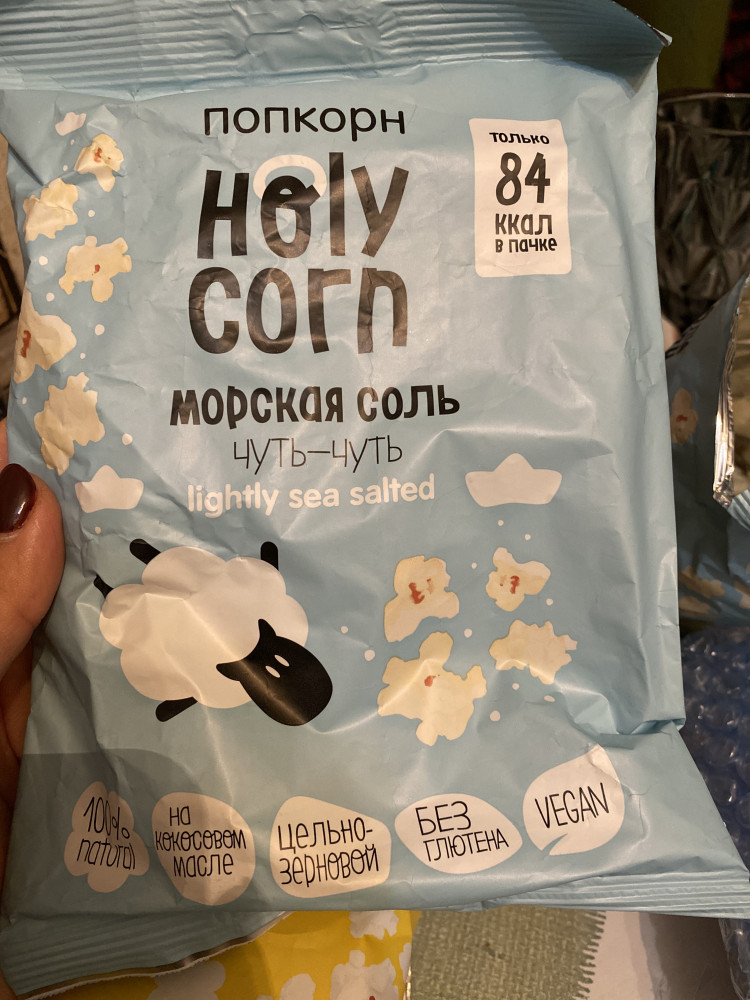 ПОПКОРН
HOLY
CORN
ТОЛЬКО
84
ККАЛ
В ПАЧКЕ
МОРСКАЯ СОЛЬ
ЧУТЬ–ЧУТЬ
lightly sea salted
100%
natural
НА
КОКОСОВОМ
МАСЛЕ
ЦЕЛЬНО-
ЗЕРНОВОЙ
БЕЗ
ГЛЮТЕНА
VEGAN